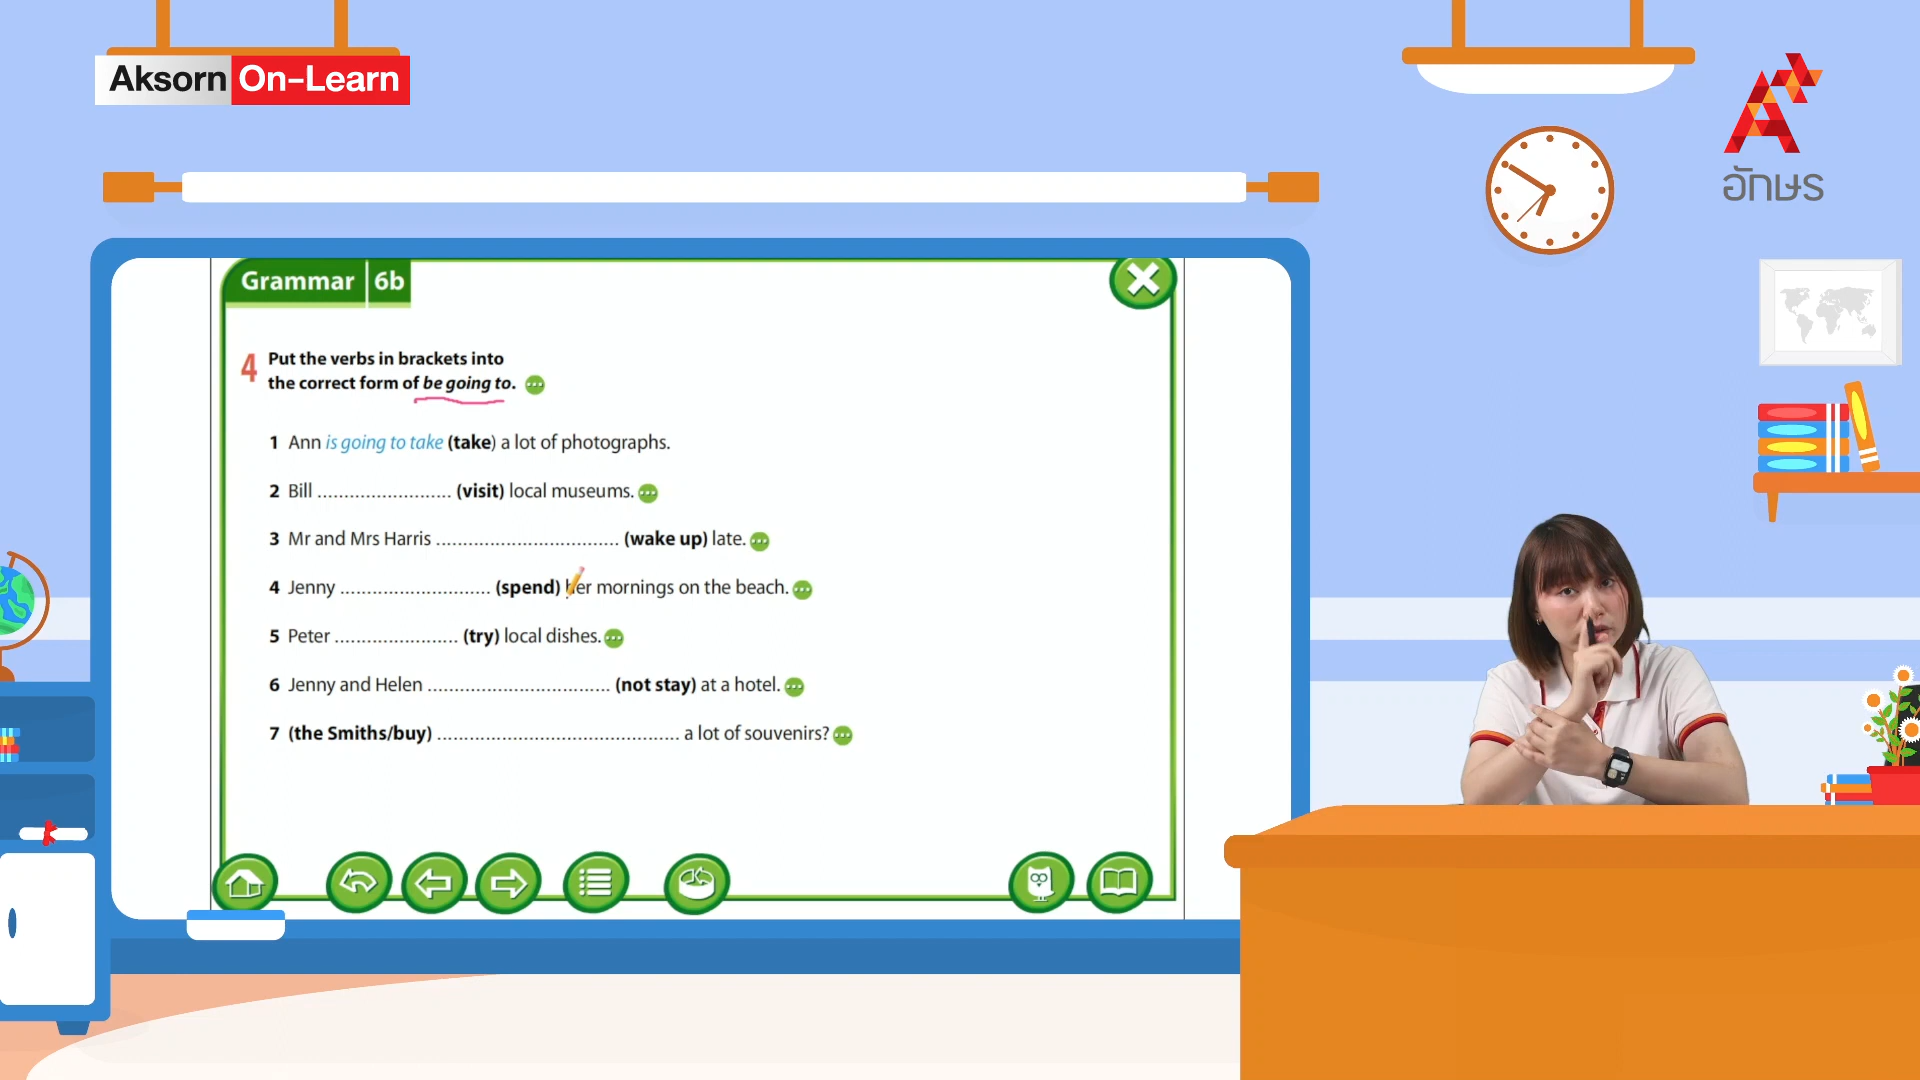 Aksorn On-Learn
อักษร
Grammar 6b
4 Put the verbs in brackets into
the correct form of be going to.
1 Ann is going to take (take) a lot of photographs.
2 Bill ......................... (visit) local museums.
3 Mr and Mrs Harris .................................. (wake up) late.
4 Jenny ............................ (spend) her mornings on the beach.
5 Peter ....................... (try) local dishes.
6 Jenny and Helen .................................. (not stay) at a hotel.
7 (the Smiths/buy) ............................................. a lot of souvenirs?